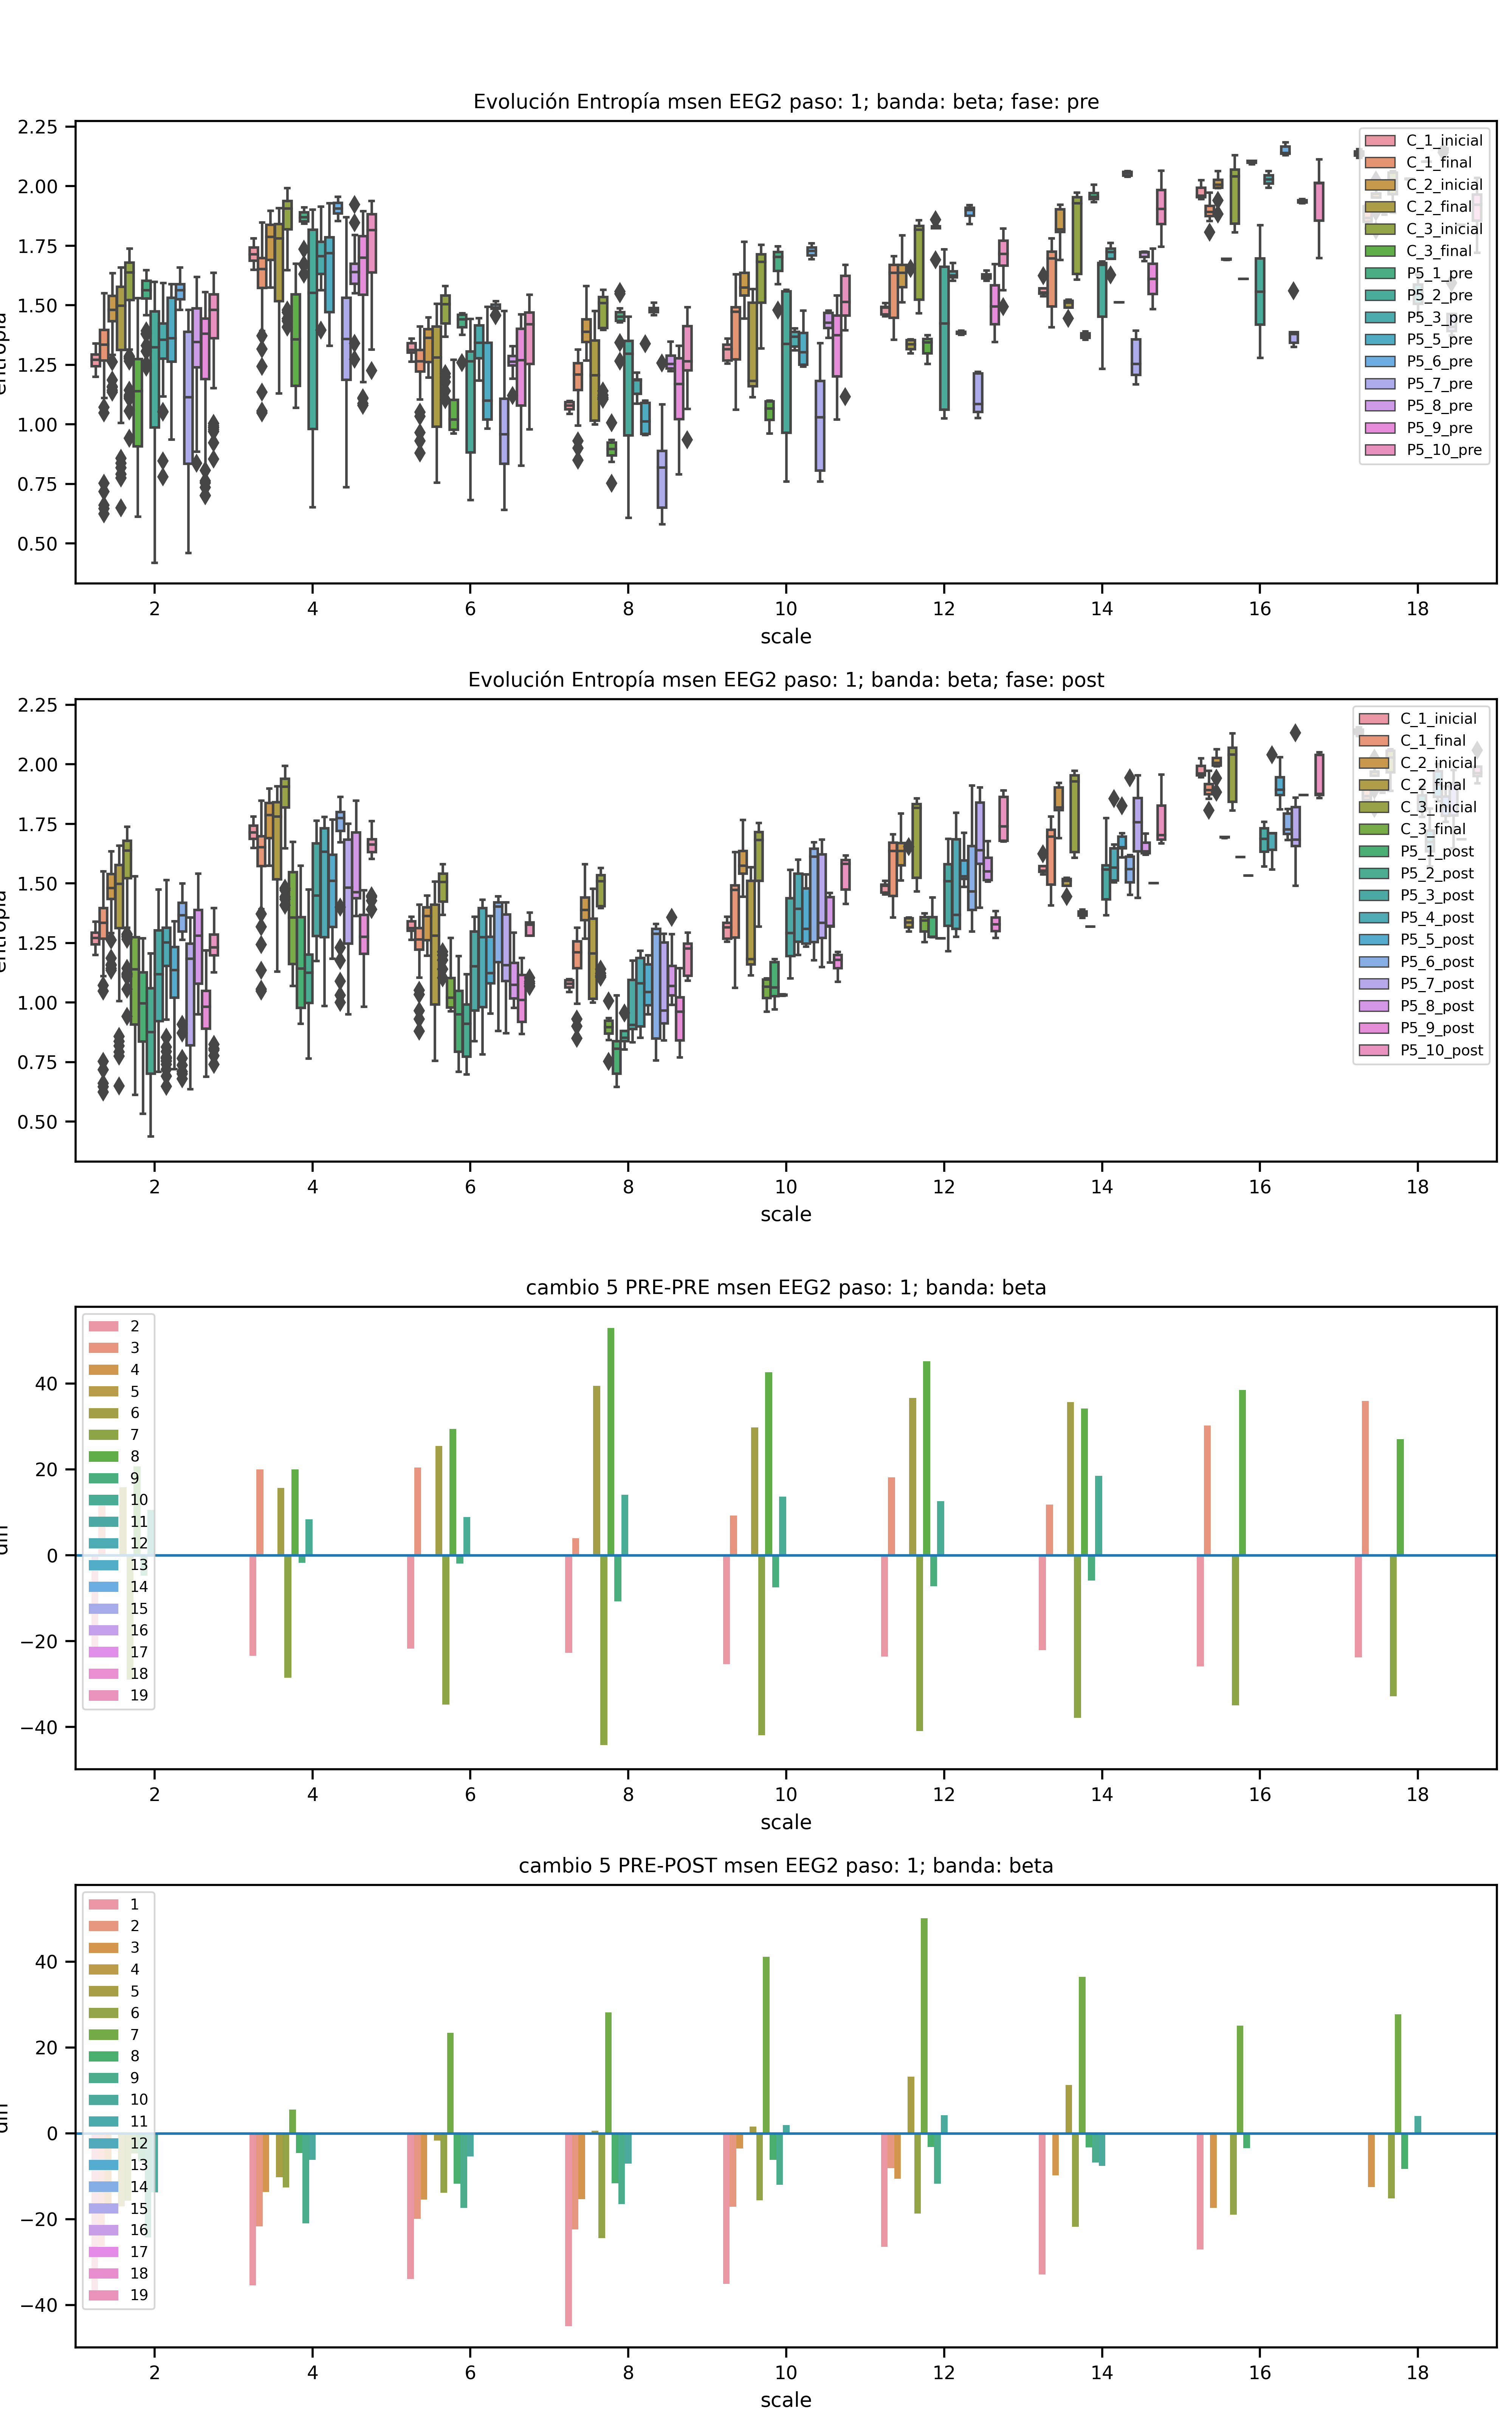 Evolución Entropía msen EEG2 paso: 1; banda: beta; fase: pre
2.25
2.00
1.75
1.50
1.25
1.00
0.75
0.50
C_1_inicial
C_1_final
C_2_inicial
C_2_final
C_3_inicial
C_3_final
P5_1_pre
P5_2_pre
P5_3_pre
P5_5_pre
P5_6_pre
P5_7_pre
P5_8_pre
P5_9_pre
P5_10_pre
2 4 6 8 10 12 14 16 18
scale
Evolución Entropía msen EEG2 paso: 1; banda: beta; fase: post
2.25
2.00
1.75
1.50
1.25
1.00
0.75
0.50
C_1_inicial
C_1_final
C_2_inicial
C_2_final
C_3_inicial
C_3_final
P5_1_post
P5_2_post
P5_3_post
P5_4_post
P5_5_post
P5_6_post
P5_7_post
P5_8_post
P5_9_post
P5_10_post
2 4 6 8 10 12 14 16 18
scale
cambio 5 PRE-PRE msen EEG2 paso: 1; banda: beta
40
20
0
−20
−40
2
3
4
5
6
7
8
9
10
11
12
13
14
15
16
17
18
19
2 4 6 8 10 12 14 16 18
scale
cambio 5 PRE-POST msen EEG2 paso: 1; banda: beta
40
20
0
−20
−40
1
2
3
4
5
6
7
8
9
10
11
12
13
14
15
16
17
18
19
2 4 6 8 10 12 14 16 18
scale